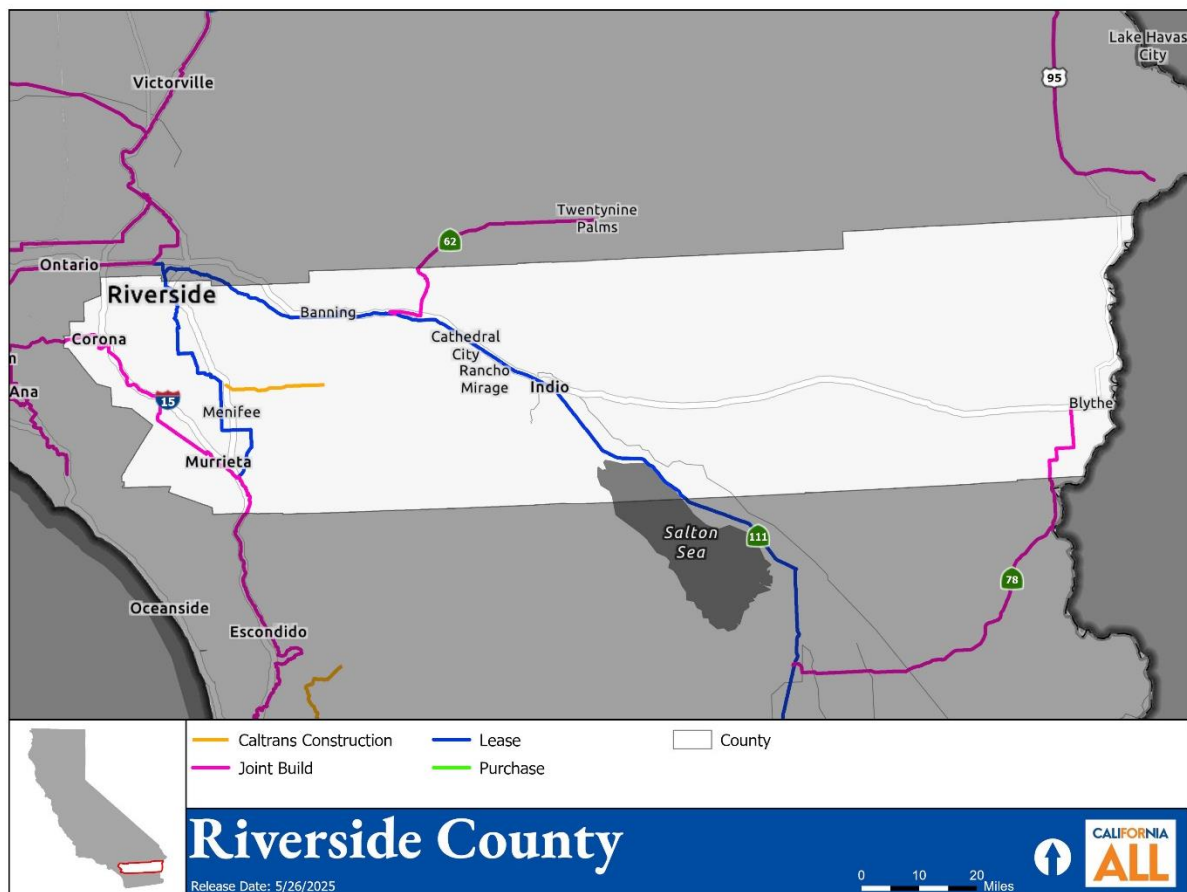 Lake Havas
City
Victorville
95
Twentynine
Palms
62
Ontario
Riverside
Banning
Corona
Cathedral
City
Rancho
Mirage
Indio
n
Ana
15
Menifee
Blythe
Murrieta
Salton
Sea
111
78
Oceanside
Escondido
Caltrans Construction
Lease
County
Joint Build
Purchase
Riverside County
Release Date: 5/26/2025
0 10 20
Miles
CALIFORNIA
ALL